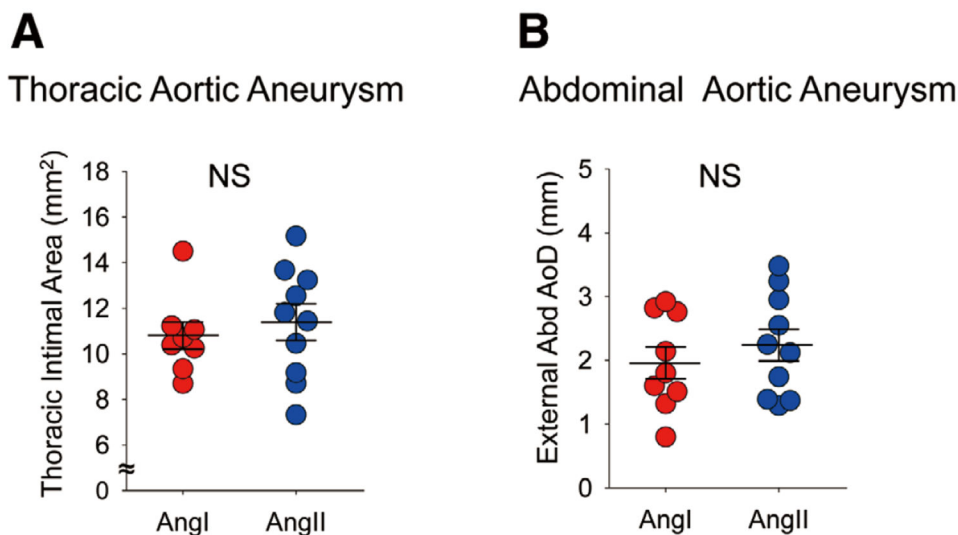 A
Thoracic Aortic Aneurysm
Thoracic Intimal Area (mm²)
18
16
14
12
10
8
6
0
NS
AngI
AngII
B
Abdominal Aortic Aneurysm
External Abd AoD (mm)
5
4
3
2
1
0
NS
AngI
AngII